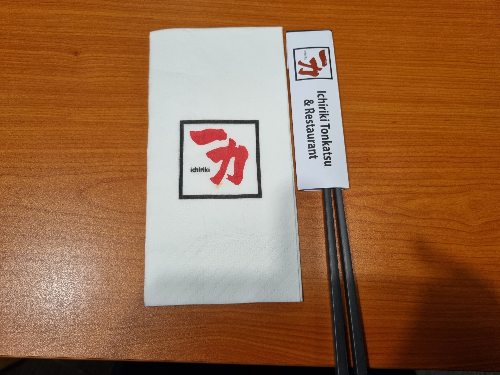 一力
ichiriki
一力
Ichiriki Tonkatsu
& Restaurant